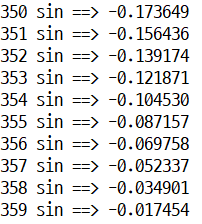 350 sin ==> -0.173649
351 sin ==> -0.156436
352 sin ==> -0.139174
353 sin ==> -0.121871
354 sin ==> -0.104530
355 sin ==> -0.087157
356 sin ==> -0.069758
357 sin ==> -0.052337
358 sin ==> -0.034901
359 sin ==> -0.017454